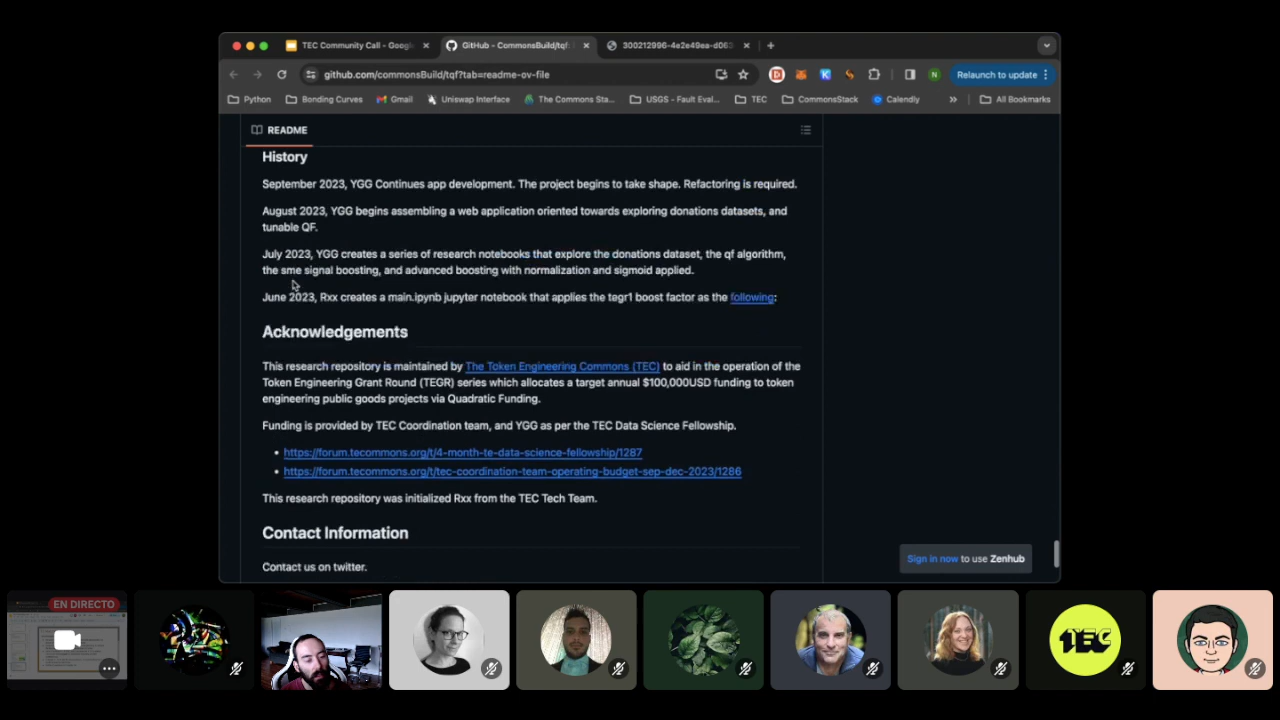 TEC Community Call - Goog
GitHub - CommonsBuild/tqf:
300212996-4e2e49ea-d063
github.com/commonsBuild/tqf?tab=readme-ov-file
Relaunch to update
Python
Bonding Curves
Gmail
Uniswap Interface
The Commons Sta...
USGS - Fault Eval...
TEC
CommonsStack
Calendly
All Bookmarks
README
History
September 2023, YGG Continues app development. The project begins to take shape. Refactoring is required.
August 2023, YGG begins assembling a web application oriented towards exploring donations datasets, and
tunable QF.
July 2023, YGG creates a series of research notebooks that explore the donations dataset, the qf algorithm,
the sme signal boosting, and advanced boosting with normalization and sigmoid applied.
June 2023, Rxx creates a main.ipynb jupyter notebook that applies the tegr1 boost factor as the following:
Acknowledgements
This research repository is maintained by The Token Engineering Commons (TEC) to aid in the operation of the
Token Engineering Grant Round (TEGR) series which allocates a target annual $100,000USD funding to token
engineering public goods projects via Quadratic Funding.
Funding is provided by TEC Coordination team, and YGG as per the TEC Data Science Fellowship.
• https://forum.tecommons.org/t/4-month-te-data-science-fellowship/1287
• https://forum.tecommons.org/t/tec-coordination-team-operating-budget-sep-dec-2023/1286
This research repository was initialized Rxx from the TEC Tech Team.
Contact Information
Contact us on twitter.
Sign in now to use Zenhub
EN DIRECTO
TEC